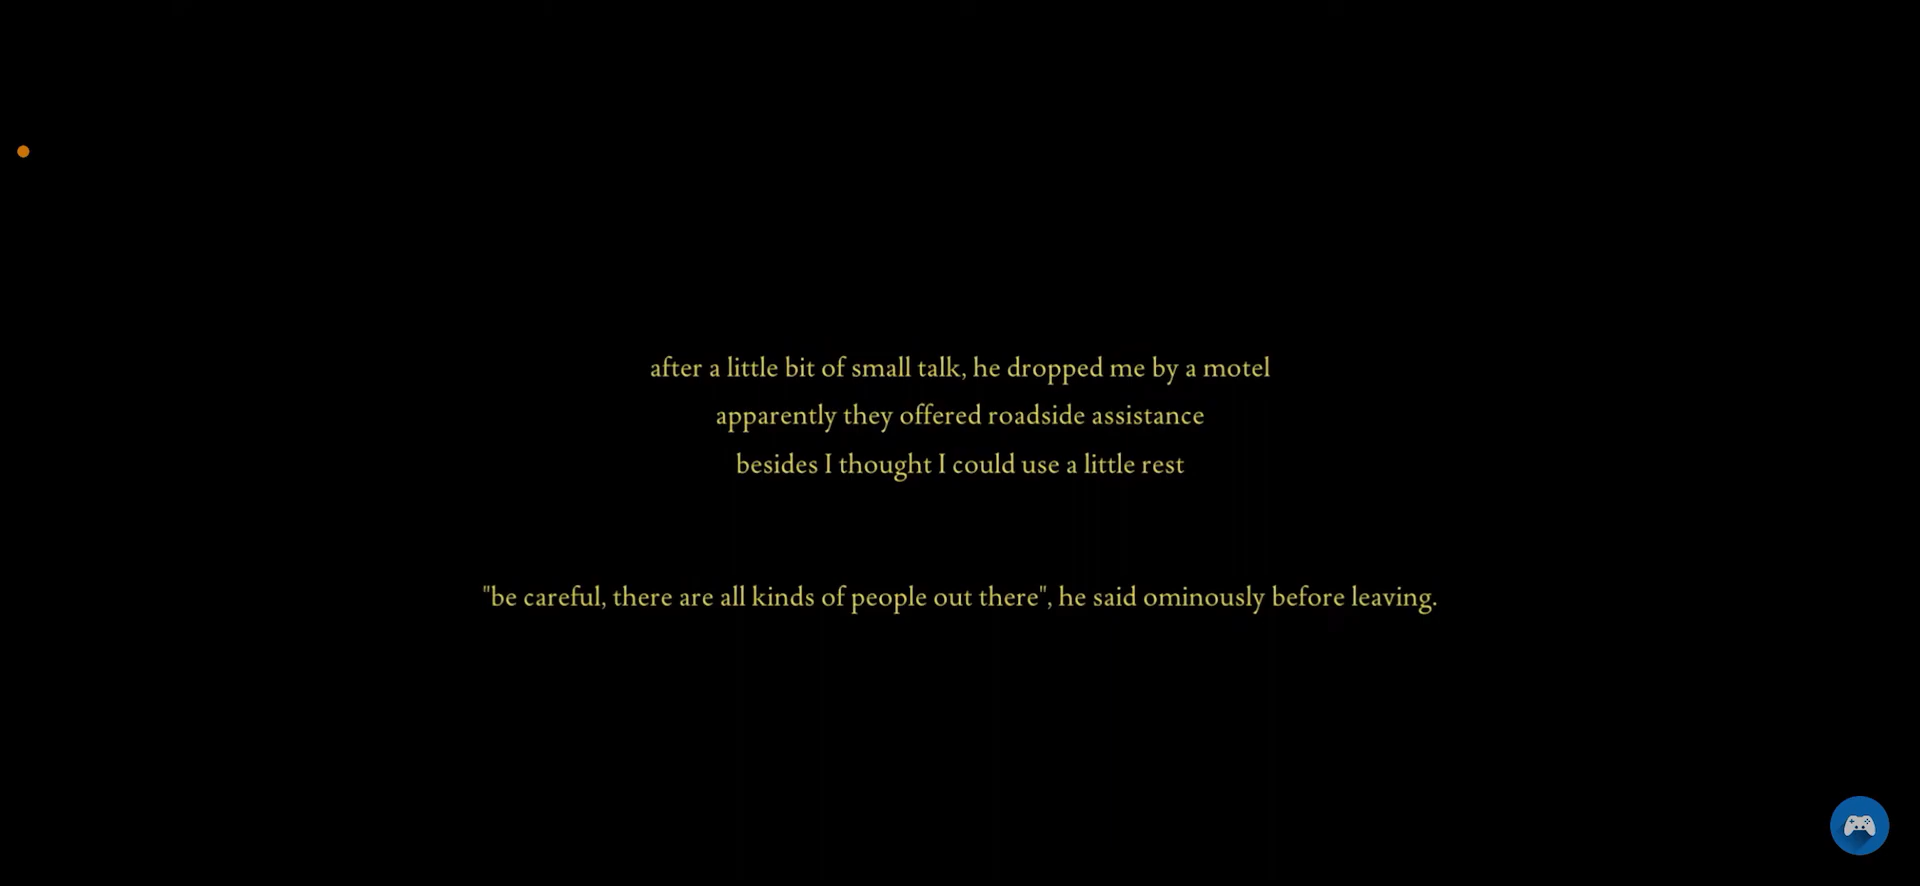 after a little bit of small talk, he dropped me by a motel
apparently they offered roadside assistance
besides I thought I could use a little rest
"be careful, there are all kinds of people out there", he said ominously before leaving.